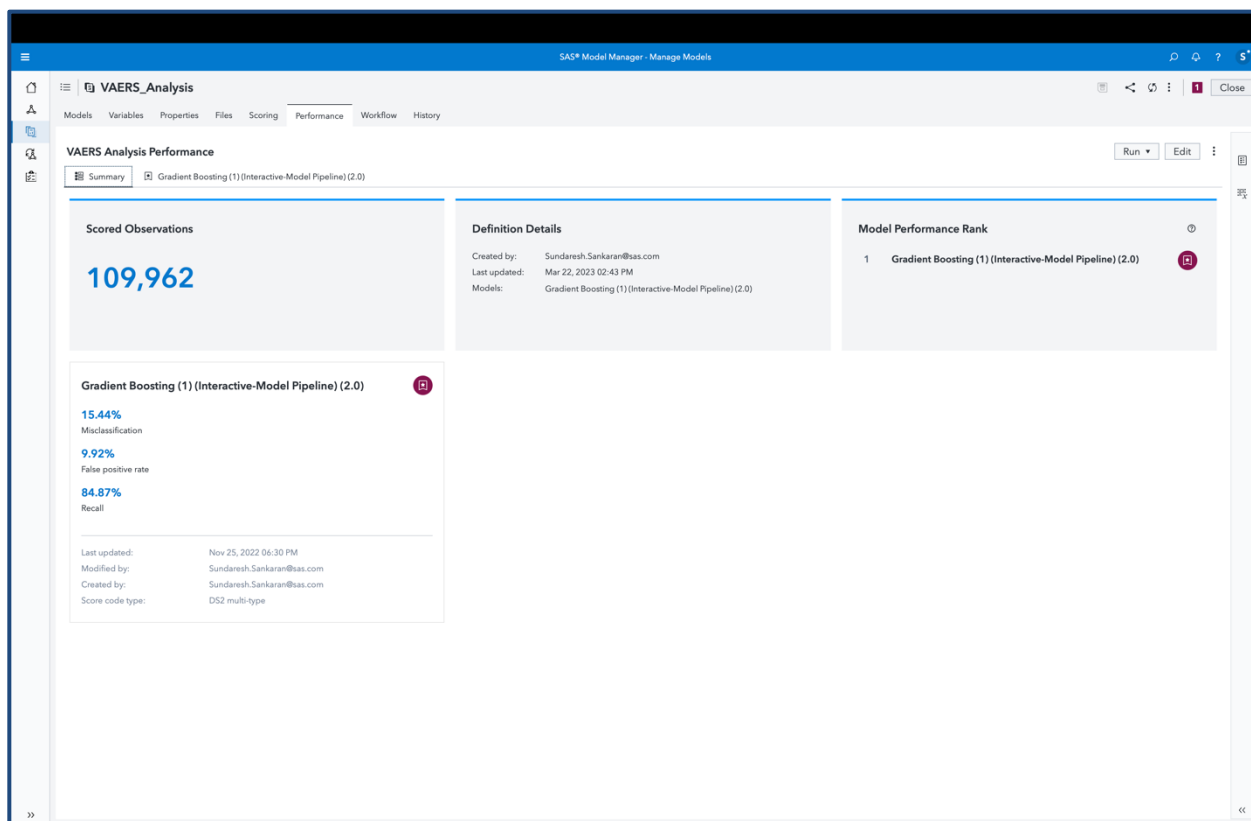 SAS® Model Manager - Manage Models
?
S
VAERS_Analysis
1
Close
Models Variables Properties Files Scoring Performance Workflow History
VAERS Analysis Performance
Run
Edit
Summary
Gradient Boosting (1) (Interactive-Model Pipeline) (2.0)
Scored Observations
109,962
Definition Details
Created by: Sundaresh.Sankaran@sas.com
Last updated: Mar 22, 2023 02:43 PM
Models: Gradient Boosting (1) (Interactive-Model Pipeline) (2.0)
Model Performance Rank
1 Gradient Boosting (1) (Interactive-Model Pipeline) (2.0)
Gradient Boosting (1) (Interactive-Model Pipeline) (2.0)
15.44%
Misclassification
9.92%
False positive rate
84.87%
Recall
Last updated: Nov 25, 2022 06:30 PM
Modified by: Sundaresh.Sankaran@sas.com
Created by: Sundaresh.Sankaran@sas.com
Score code type: DS2 multi-type